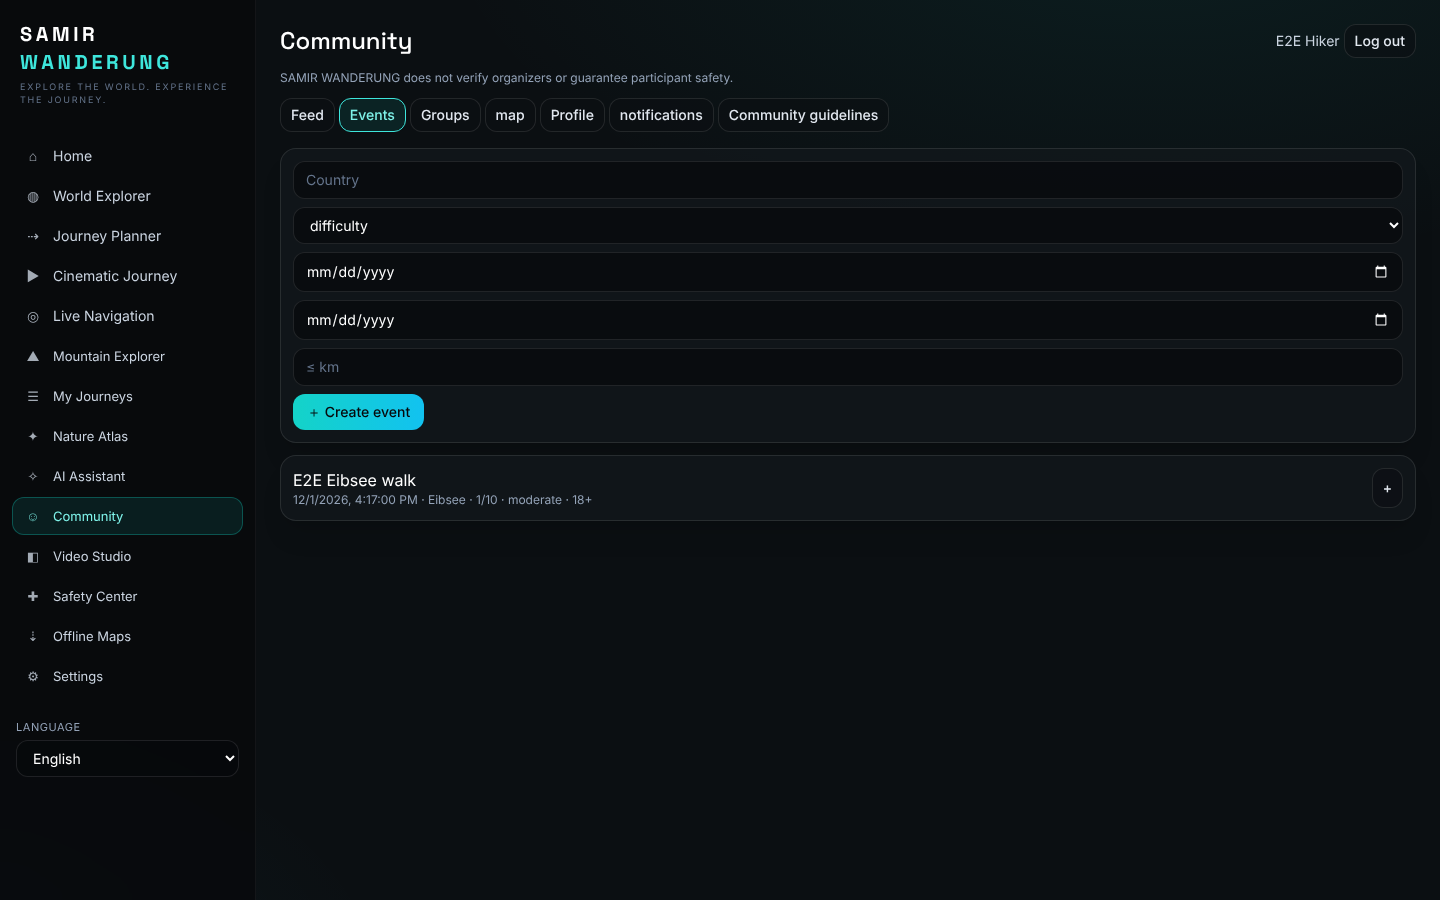 SAMIR
WANDERUNG
EXPLORE THE WORLD. EXPERIENCE
THE JOURNEY.
Home
World Explorer
Journey Planner
Cinematic Journey
Live Navigation
Mountain Explorer
My Journeys
Nature Atlas
AI Assistant
Community
Video Studio
Safety Center
Offline Maps
Settings
LANGUAGE
English
Community
E2E Hiker
Log out
SAMIR WANDERUNG does not verify organizers or guarantee participant safety.
Feed
Events
Groups
map
Profile
notifications
Community guidelines
Country
difficulty
mm/dd/yyyy
mm/dd/yyyy
≤ km
+ Create event
E2E Eibsee walk
12/1/2026, 4:17:00 PM · Eibsee · 1/10 · moderate · 18+
+